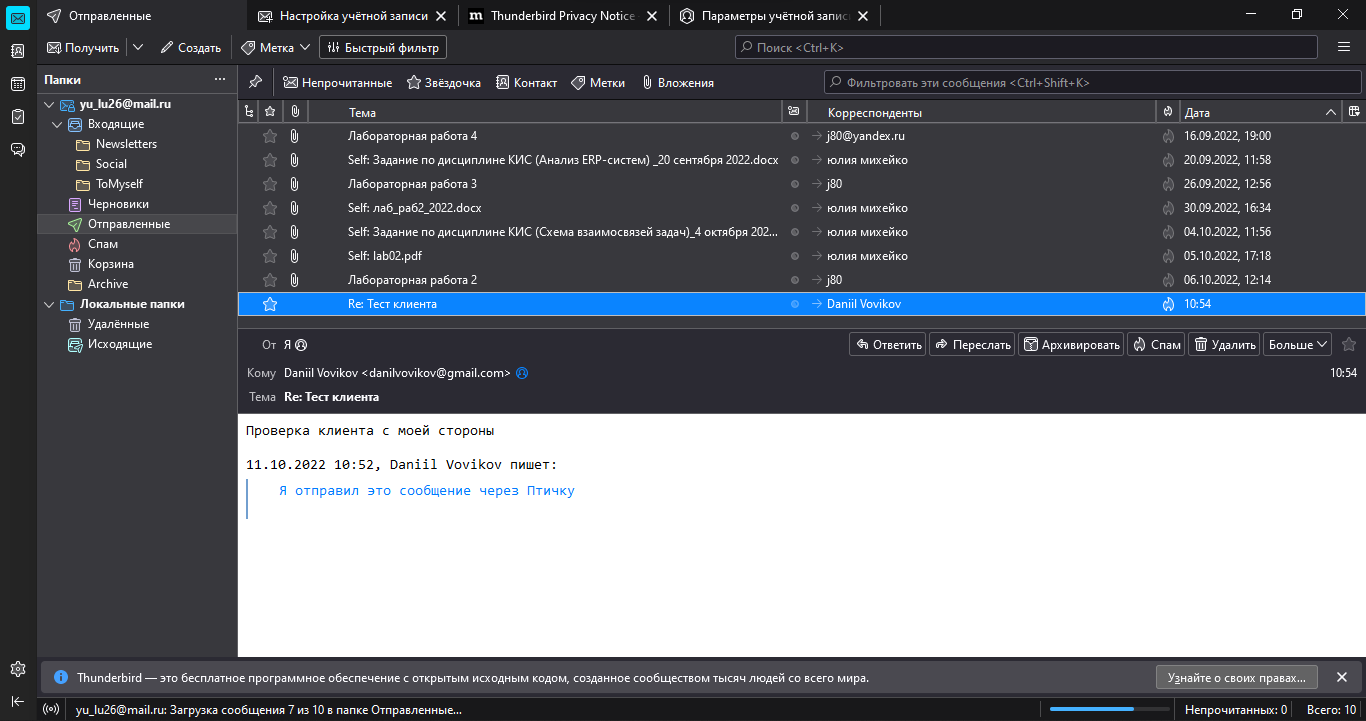 Отправленные
Настройка учётной записи
Thunderbird Privacy Notice
Параметры учётной запис
Получить
Создать
Метка
Быстрый фильтр
Поиск <Ctrl+K>
Папки
Непрочитанные
Звёздочка
Контакт
Метки
Вложения
Фильтровать эти сообщения <Ctrl+Shift+K>
yu_lu26@mail.ru
Входящие
Newsletters
Social
ToMyself
Черновики
Отправленные
Спам
Корзина
Archive
Локальные папки
Удалённые
Исходящие
Тема Корреспонденты Дата
Лабораторная работа 4 j80@yandex.ru 16.09.2022, 19:00
Self: Задание по дисциплине КИС (Анализ ERP-систем) _20 сентября 2022.docx юлия михейко 20.09.2022, 11:58
Лабораторная работа 3 j80 26.09.2022, 12:56
Self: лаб_раб2_2022.docx юлия михейко 30.09.2022, 16:34
Self: Задание по дисциплине КИС (Схема взаимосвязей задач)_4 октября 202... юлия михейко 04.10.2022, 11:56
Self: lab02.pdf юлия михейко 05.10.2022, 17:18
Лабораторная работа 2 j80 06.10.2022, 12:14
Re: Тест клиента Daniil Vovikov 10:54
От Я
Ответить
Переслать
Архивировать
Спам
Удалить
Больше
Кому Daniil Vovikov <danilvovikov@gmail.com> 10:54
Тема Re: Тест клиента
Проверка клиента с моей стороны
11.10.2022 10:52, Daniil Vovikov пишет:
Я отправил это сообщение через Птичку
Thunderbird — это бесплатное программное обеспечение с открытым исходным кодом, созданное сообществом тысяч людей со всего мира.
Узнайте о своих правах...
yu_lu26@mail.ru: Загрузка сообщения 7 из 10 в папке Отправленные...
Непрочитанных: 0
Всего: 10